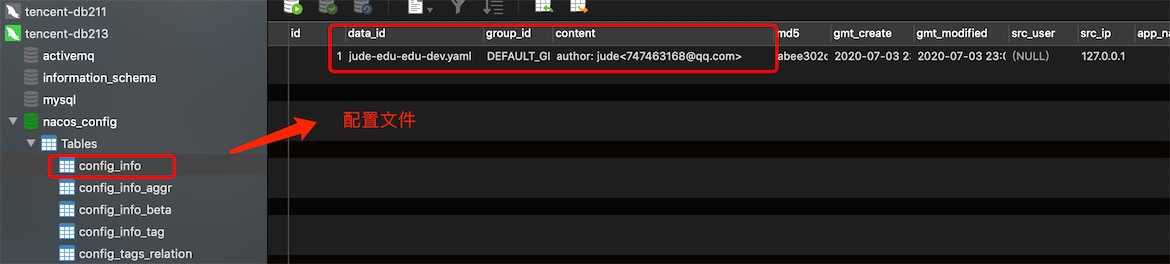 tencent-db211
tencent-db213
activemq
information_schema
mysql
nacos_config
Tables
config_info
config_info_aggr
config_info_beta
config_info_tag
config_tags_relation
id data_id group_id content md5 gmt_create gmt_modified src_user src_ip app_na
1 jude-edu-edu-dev.yaml DEFAULT_GI author: jude<747463168@qq.com> abee302c 2020-07-03 23 2020-07-03 23:0 (NULL) 127.0.0.1
配置文件